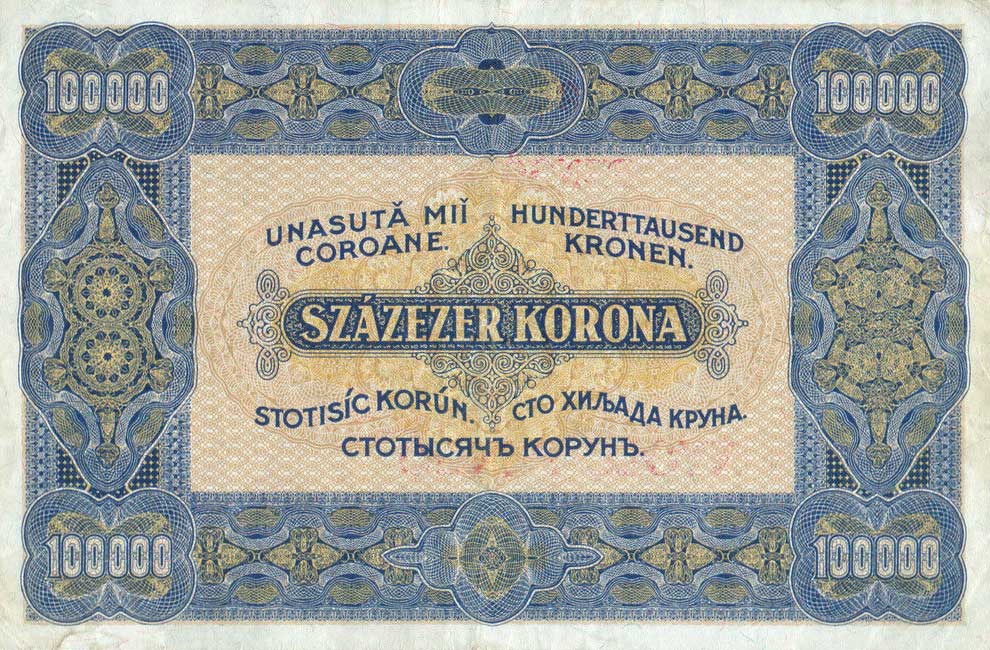 100000
100000
UNASUTĂ MIĬ
COROANE.
HUNDERTTAUSEND
KRONEN.
SZÁZEZER KORONA
STOTISÍC KORÚN.
СТО ХИЉАДА КРУНА.
СТОТЫСЯЧЪ КОРУНЪ.
100000
100000